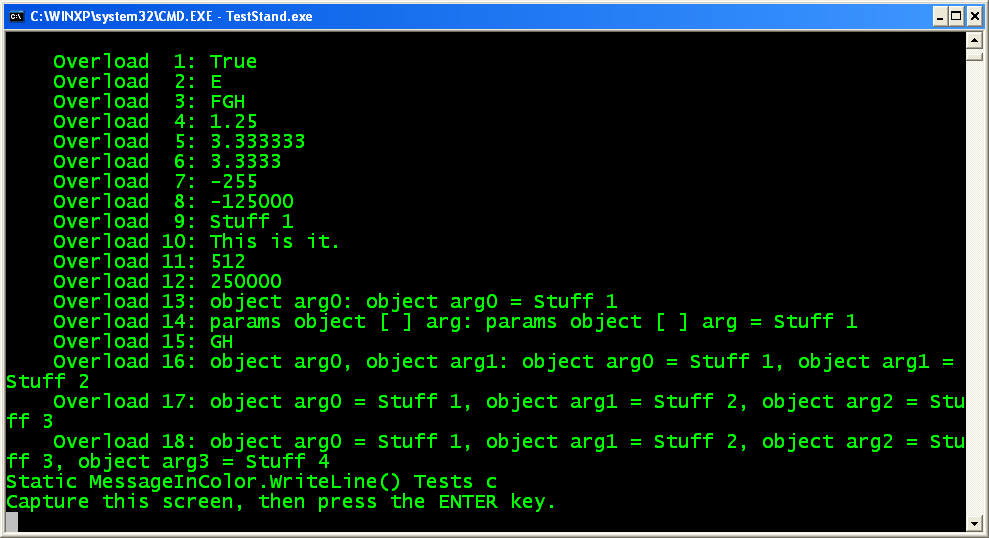 C:\WINXP\system32\CMD.EXE - TestStand.exe
Overload  1: True
Overload  2: E
Overload  3: FGH
Overload  4: 1.25
Overload  5: 3.333333
Overload  6: 3.3333
Overload  7: -255
Overload  8: -125000
Overload  9: Stuff 1
Overload 10: This is it.
Overload 11: 512
Overload 12: 250000
Overload 13: object arg0: object arg0 = Stuff 1
Overload 14: params object [ ] arg: params object [ ] arg = Stuff 1
Overload 15: GH
Overload 16: object arg0, object arg1: object arg0 = Stuff 1, object arg1 =
Stuff 2
Overload 17: object arg0 = Stuff 1, object arg1 = Stuff 2, object arg2 = Stu
ff 3
Overload 18: object arg0 = Stuff 1, object arg1 = Stuff 2, object arg2 = Stu
ff 3, object arg3 = Stuff 4
Static MessageInColor.WriteLine() Tests c
Capture this screen, then press the ENTER key.